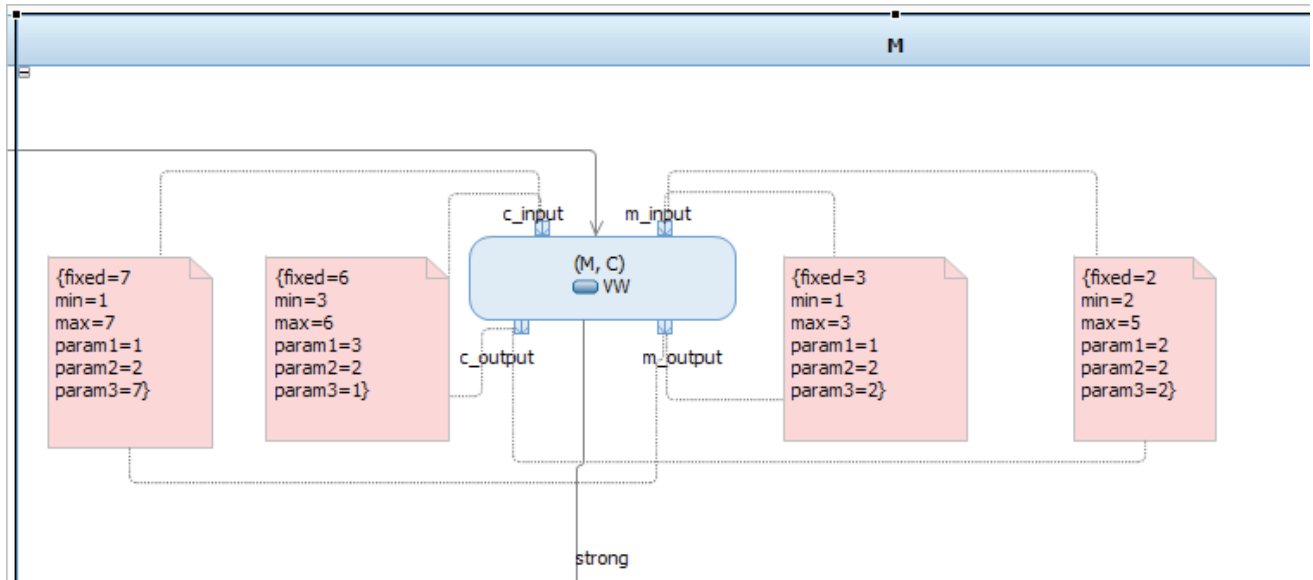 M
c_input
m_input
(M, C)
VW
c_output
m_output
{fixed=7
min=1
max=7
param1=1
param2=2
param3=7}
{fixed=6
min=3
max=6
param1=3
param2=2
param3=1}
{fixed=3
min=1
max=3
param1=1
param2=2
param3=2}
{fixed=2
min=2
max=5
param1=2
param2=2
param3=2}
strong